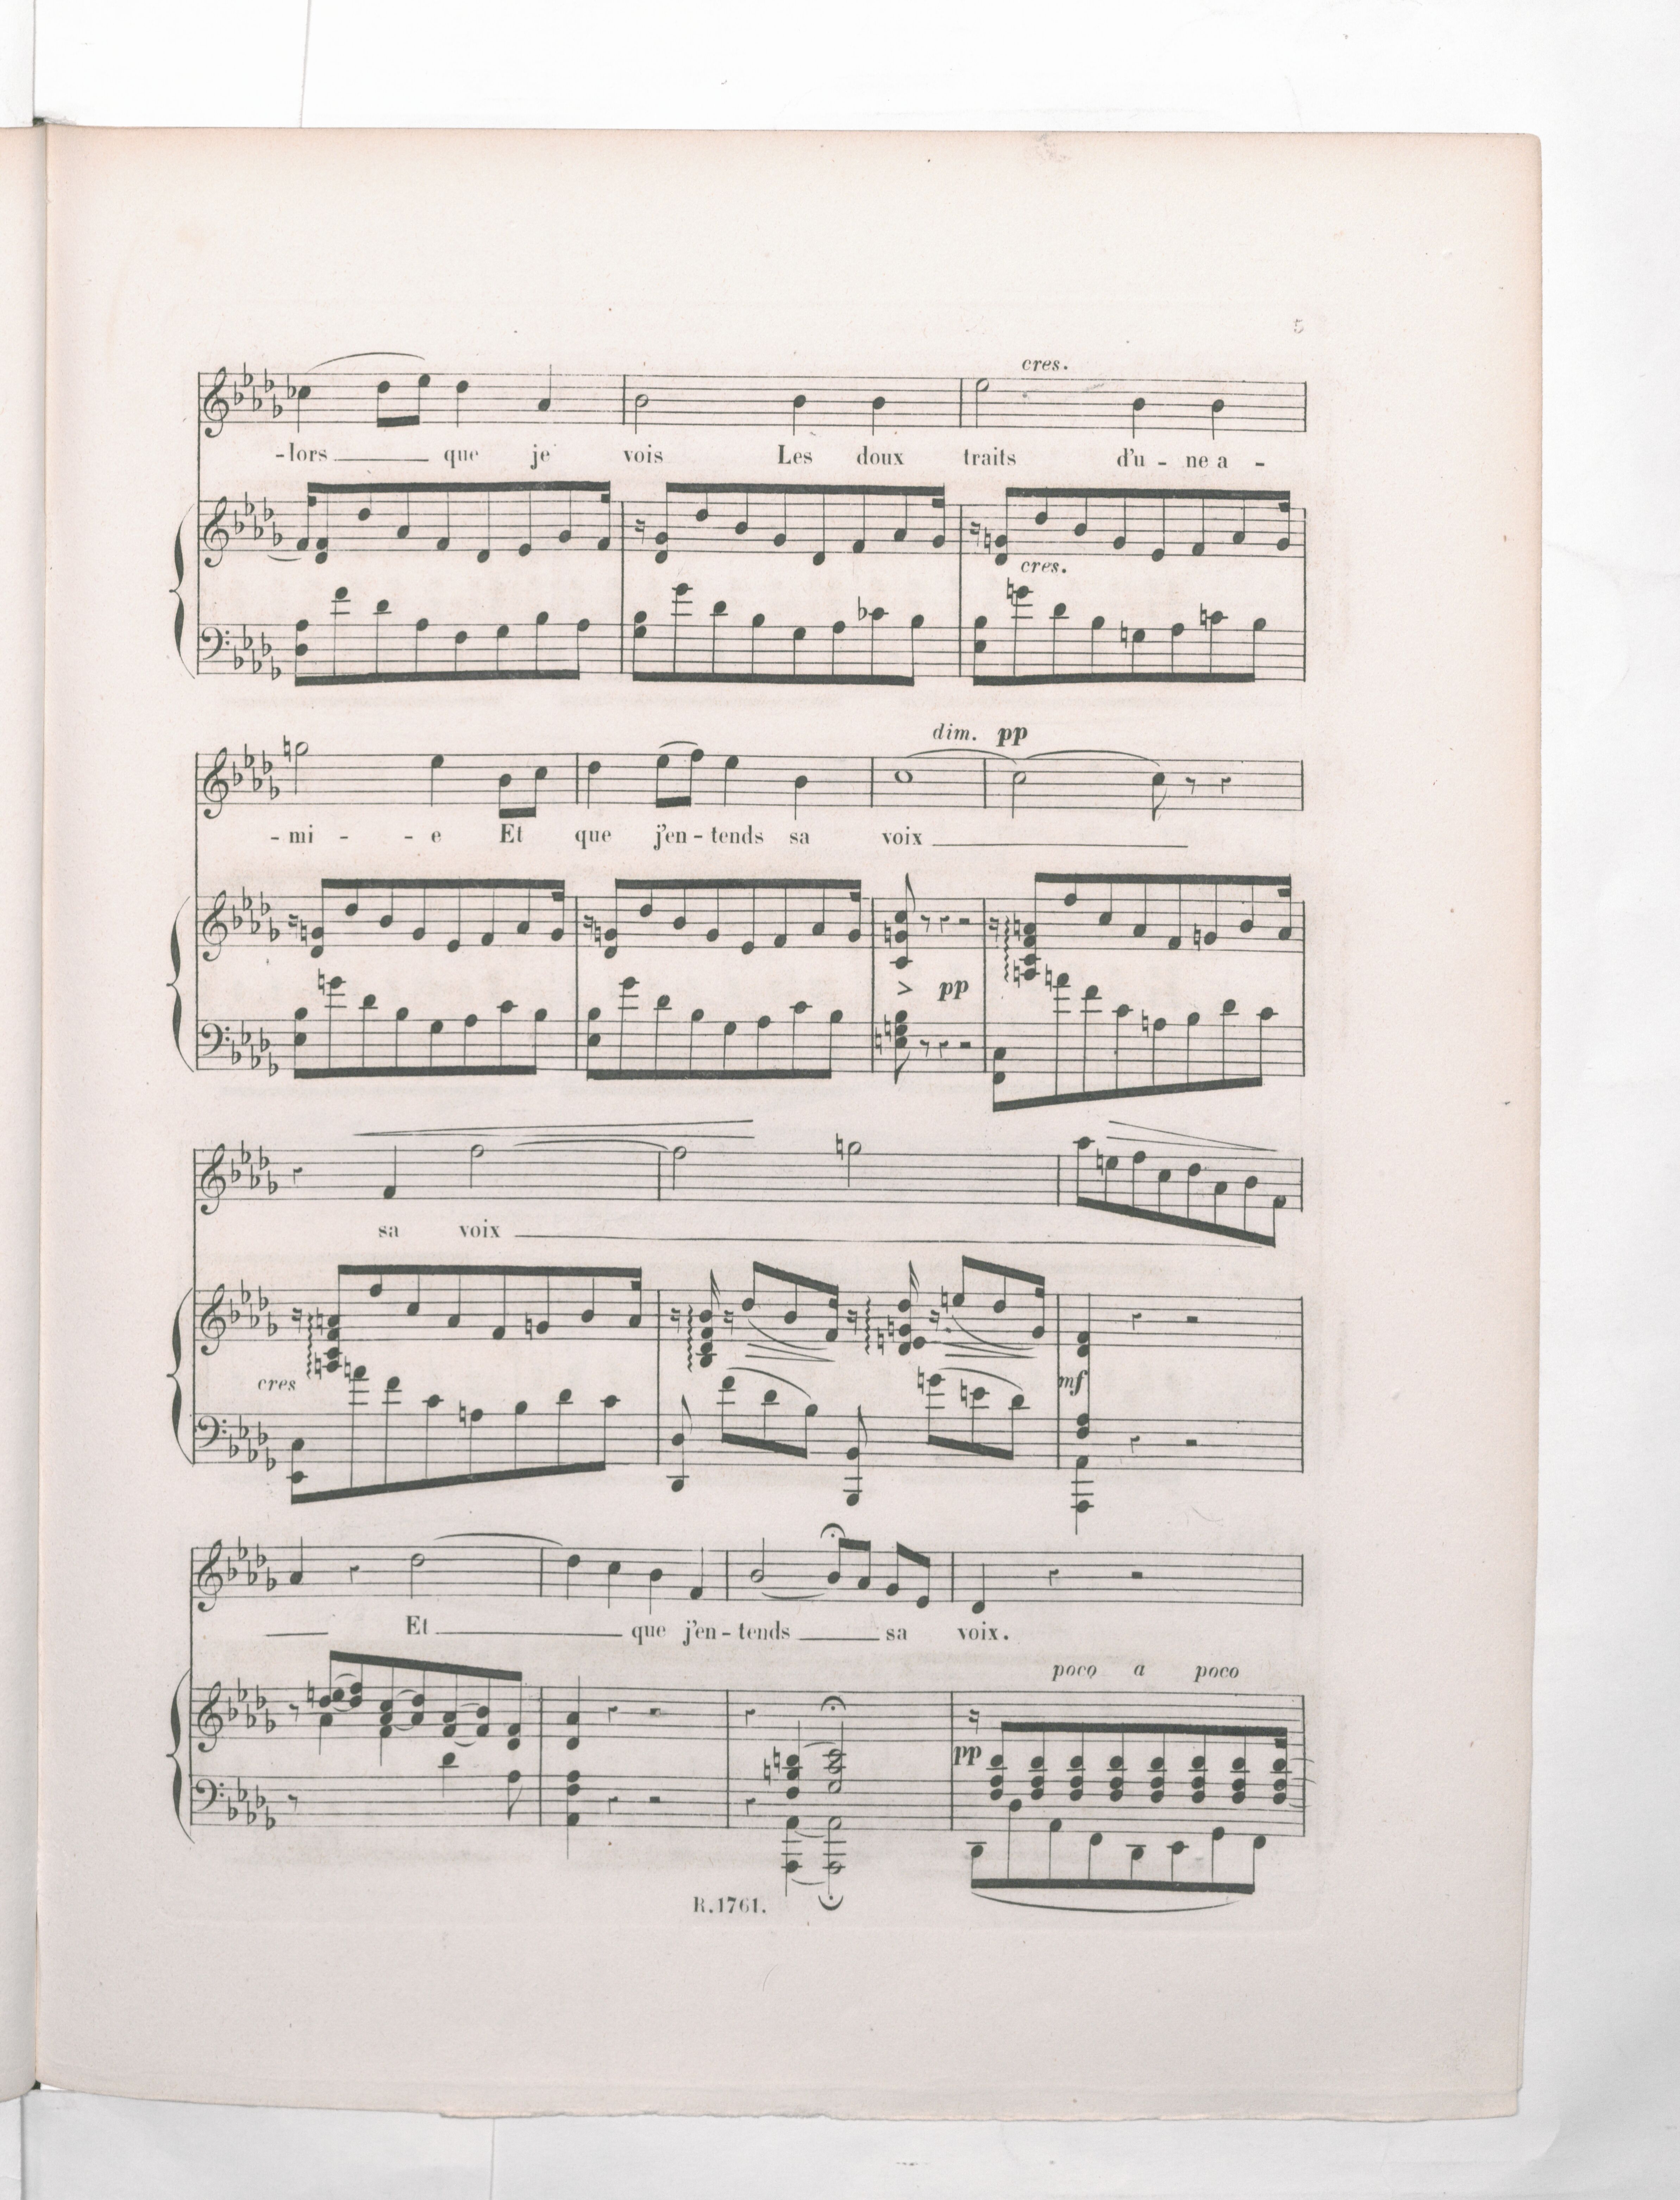 5
cres.
-lors que je vois Les doux traits d'u - ne a -
cres.
dim. pp
- mi - - e Et que j'en - tends sa voix
pp
sa voix
cres
mf
Et que j'en - tends sa voix.
poco a poco
pp
R.1761.